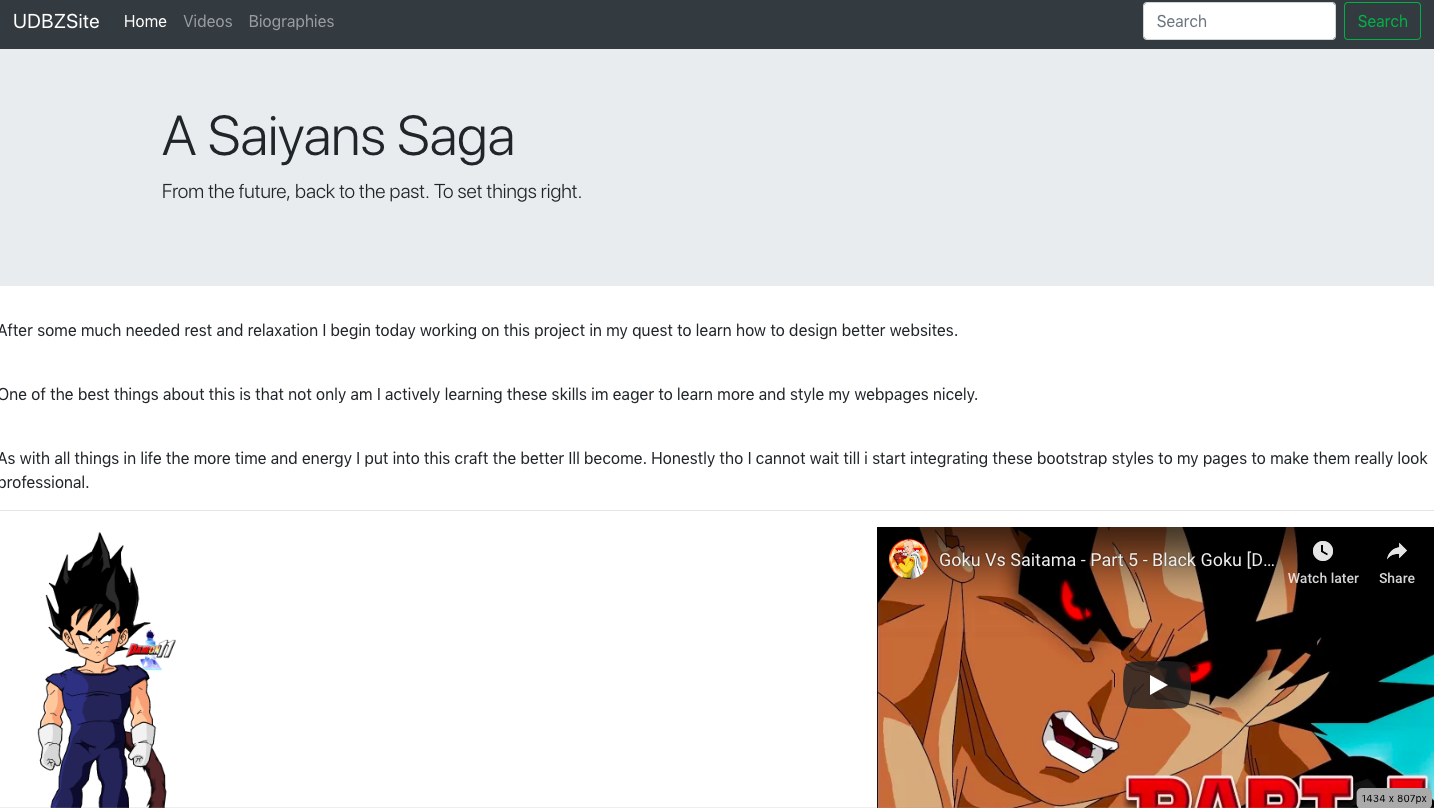 UDBZSite Home Videos Biographies Search Search
A Saiyans Saga
From the future, back to the past. To set things right.
After some much needed rest and relaxation I begin today working on this project in my quest to learn how to design better websites.
One of the best things about this is that not only am I actively learning these skills im eager to learn more and style my webpages nicely.
As with all things in life the more time and energy I put into this craft the better Ill become. Honestly tho I cannot wait till i start integrating these bootstrap styles to my pages to make them really look
professional.
Goku Vs Saitama - Part 5 - Black Goku [D...
Watch later Share
PART
1434 x 807px